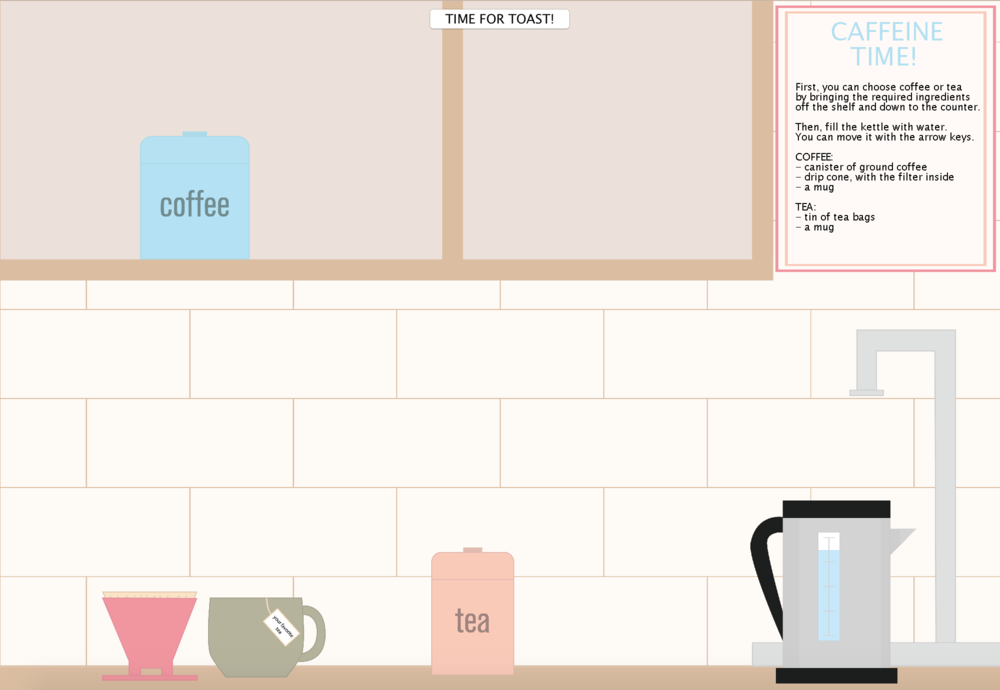 TIME FOR TOAST!
CAFFEINE
TIME!
First, you can choose coffee or tea
by bringing the required ingredients
off the shelf and down to the counter.
Then, fill the kettle with water.
You can move it with the arrow keys.
COFFEE:
– canister of ground coffee
– drip cone, with the filter inside
– a mug
TEA:
– tin of tea bags
– a mug
coffee
your favorite
tea
tea